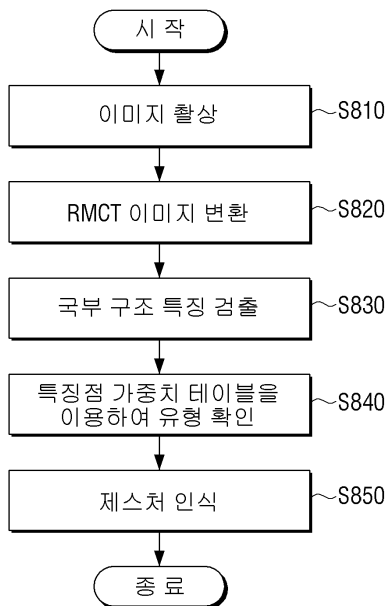 시 작
이미지 촬상
S810
RMCT 이미지 변환
S820
국부 구조 특징 검출
S830
특징점 가중치 테이블을
이용하여 유형 확인
S840
제스처 인식
S850
종 료